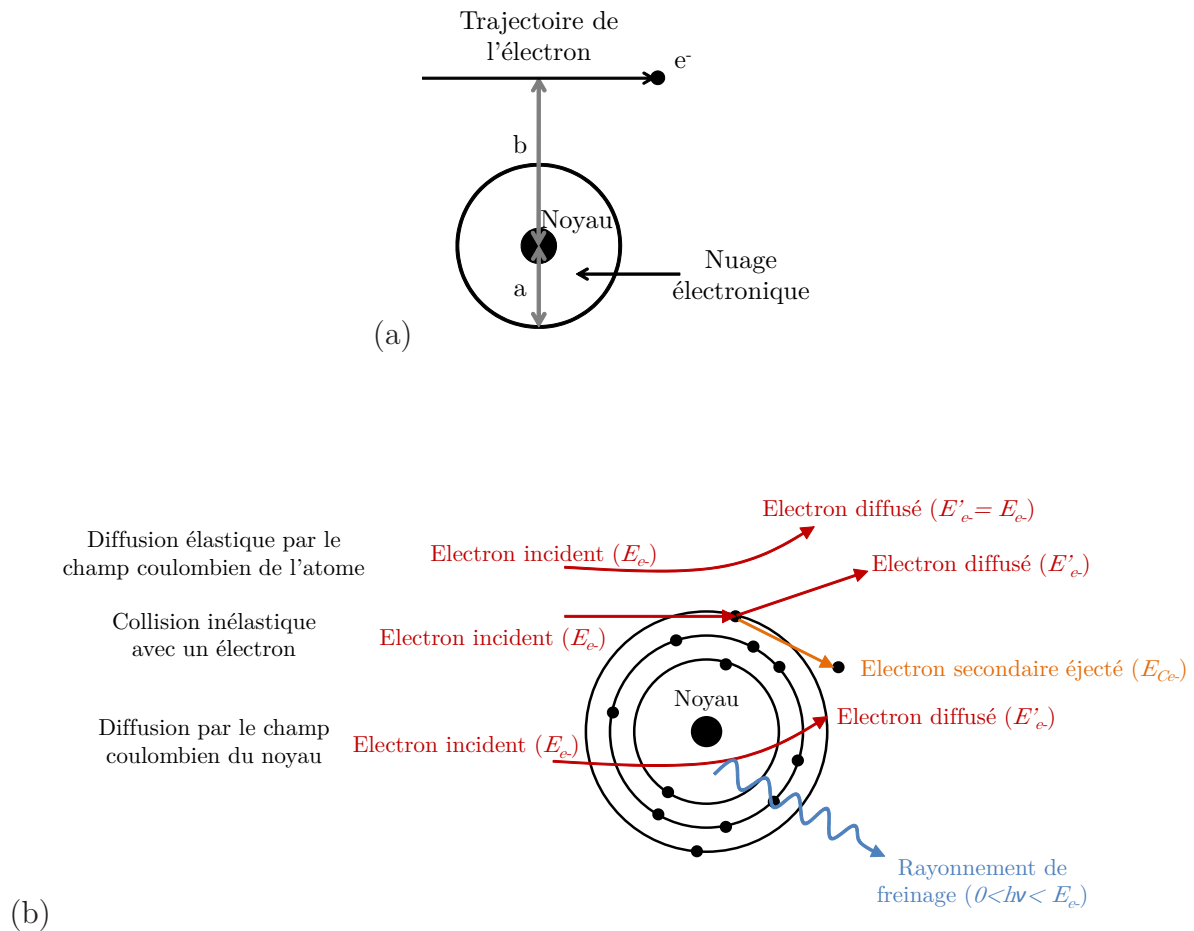 Trajectoire de
l'électron
e-
b
Noyau
a
Nuage
électronique
(a)
Electron diffusé (E'e-= Ee-)
Diffusion élastique par le
champ coulombien de l'atome
Electron incident (Ee-)
Electron diffusé (E'e-)
Collision inélastique
avec un électron
Electron incident (Ee-)
Electron secondaire éjecté (ECe-)
Noyau
Diffusion par le champ
coulombien du noyau
Electron incident (Ee-)
Electron diffusé (E'e-)
Rayonnement de
freinage (0<hν< Ee-)
(b)